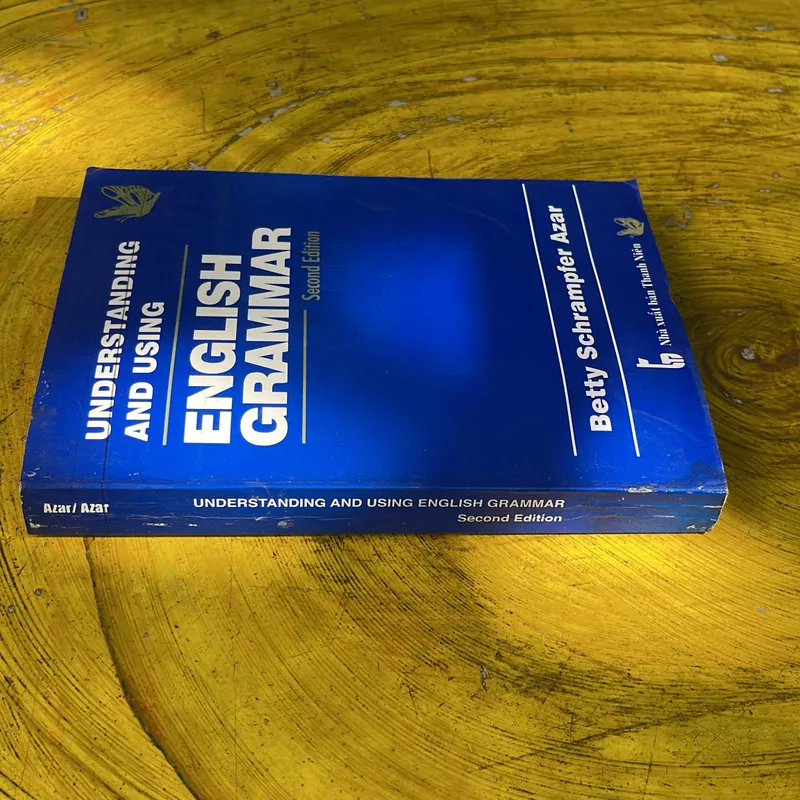 UNDERSTANDING
AND USING
ENGLISH
GRAMMAR
Second Edition
Betty Schrampfer Azar
Nhà xuất bản Thanh Niên
Azar/ Azar
UNDERSTANDING AND USING ENGLISH GRAMMAR
Second Edition